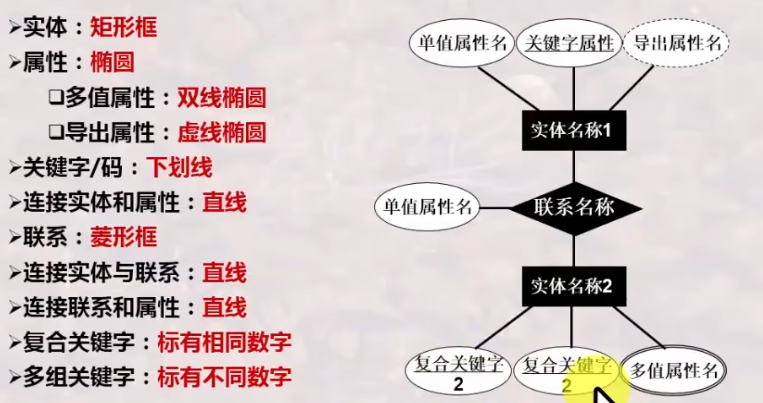 ➢实体：矩形框
➢属性：椭圆
❑多值属性：双线椭圆
❑导出属性：虚线椭圆
➢关键字/码：下划线
➢连接实体和属性：直线
➢联系：菱形框
➢连接实体与联系：直线
➢连接联系和属性：直线
➢复合关键字：标有相同数字
➢多组关键字：标有不同数字
单值属性名
关键字属性
导出属性名
实体名称1
单值属性名
联系名称
实体名称2
复合关键字
2
复合关键字
2
多值属性名